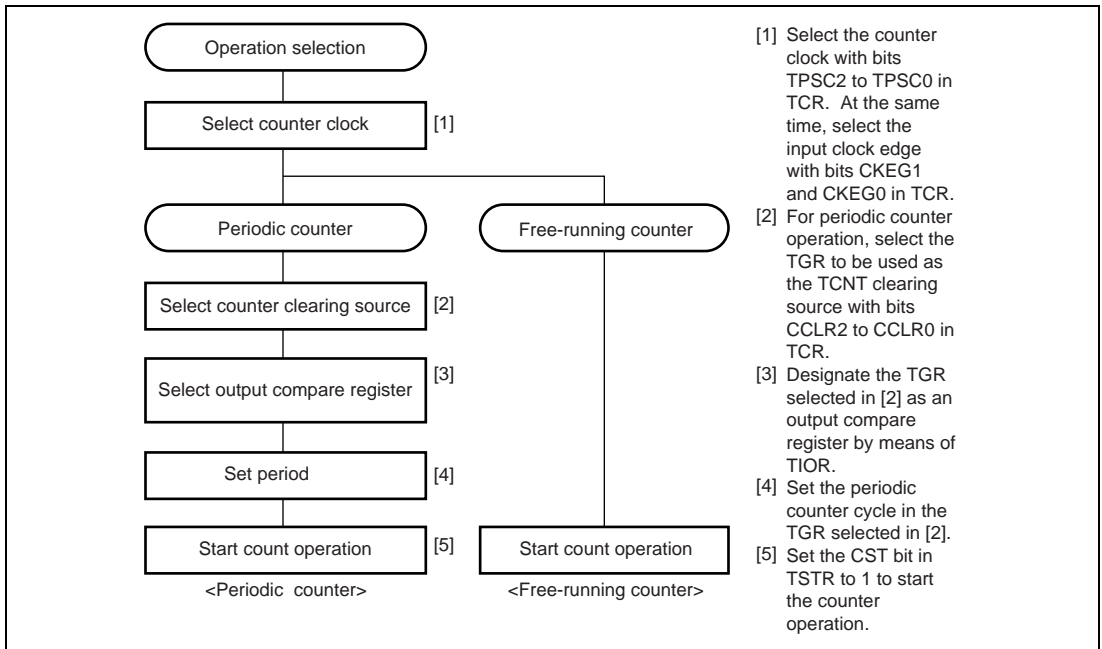 Operation selection
Select counter clock
[1]
Periodic counter
Free-running counter
Select counter clearing source
[2]
Select output compare register
[3]
Set period
[4]
Start count operation
[5]
Start count operation
<Periodic counter>
<Free-running counter>
[1] Select the counter
clock with bits
TPSC2 to TPSC0 in
TCR. At the same
time, select the
input clock edge
with bits CKEG1
and CKEG0 in TCR.
[2] For periodic counter
operation, select the
TGR to be used as
the TCNT clearing
source with bits
CCLR2 to CCLR0 in
TCR.
[3] Designate the TGR
selected in [2] as an
output compare
register by means of
TIOR.
[4] Set the periodic
counter cycle in the
TGR selected in [2].
[5] Set the CST bit in
TSTR to 1 to start
the counter
operation.